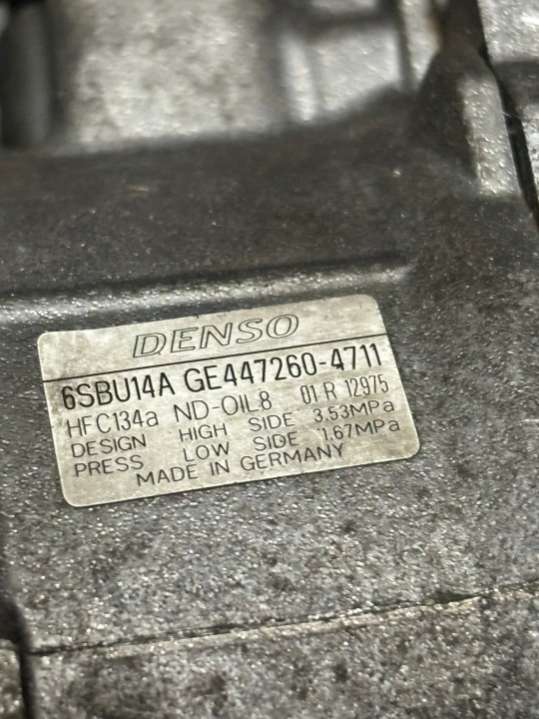 DENSO
6SBU14A GE447260-4711
HFC134a ND-OIL8 01 R 12975
DESIGN HIGH SIDE 3.53MPa
PRESS LOW SIDE 1.67MPa
MADE IN GERMANY